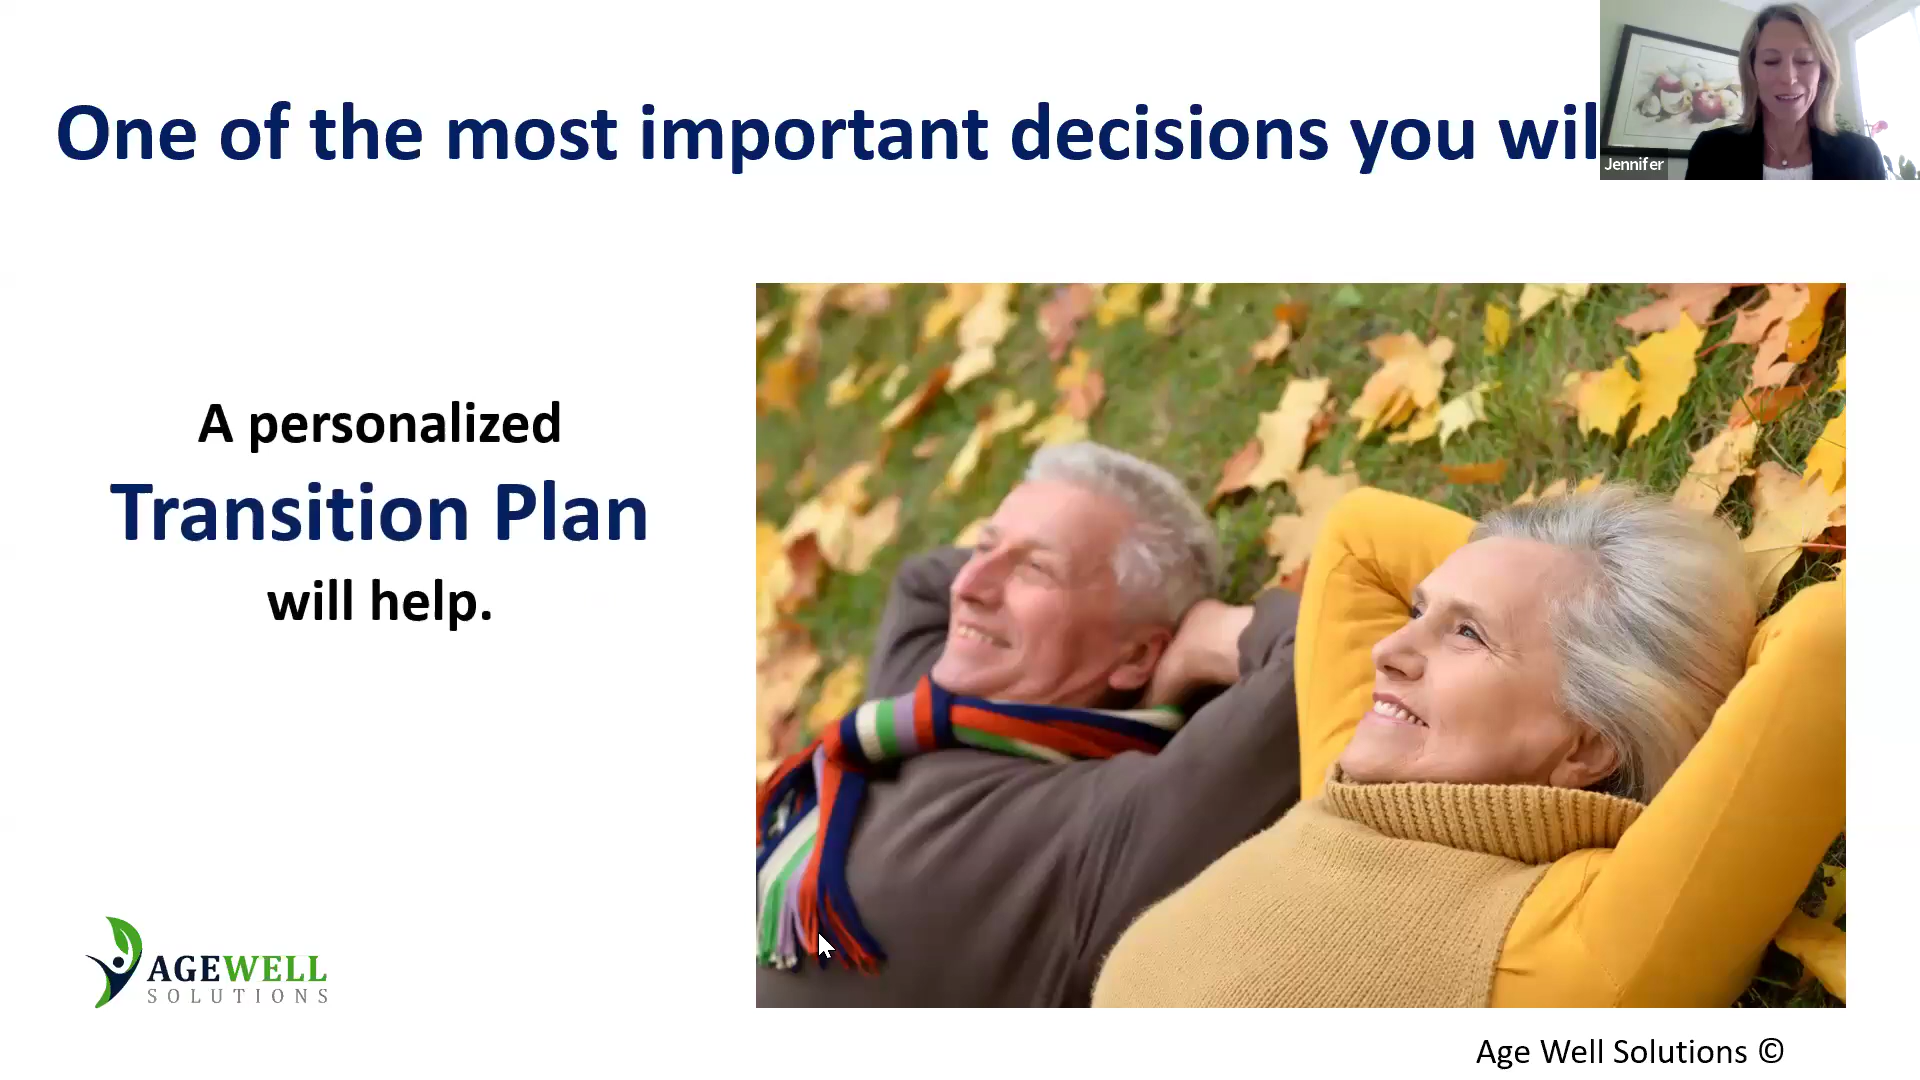 One of the most important decisions you wil
Jennifer
A personalized
Transition Plan
will help.
AGEWELL
SOLUTIONS
Age Well Solutions ©